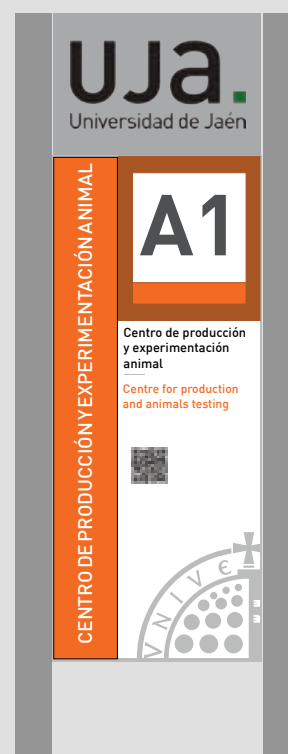 uja.
Universidad de Jaén
CENTRO DE PRODUCCIÓN Y EXPERIMENTACIÓN ANIMAL
A1
Centro de producción
y experimentación
animal
Centre for production
and animals testing
VNIVE